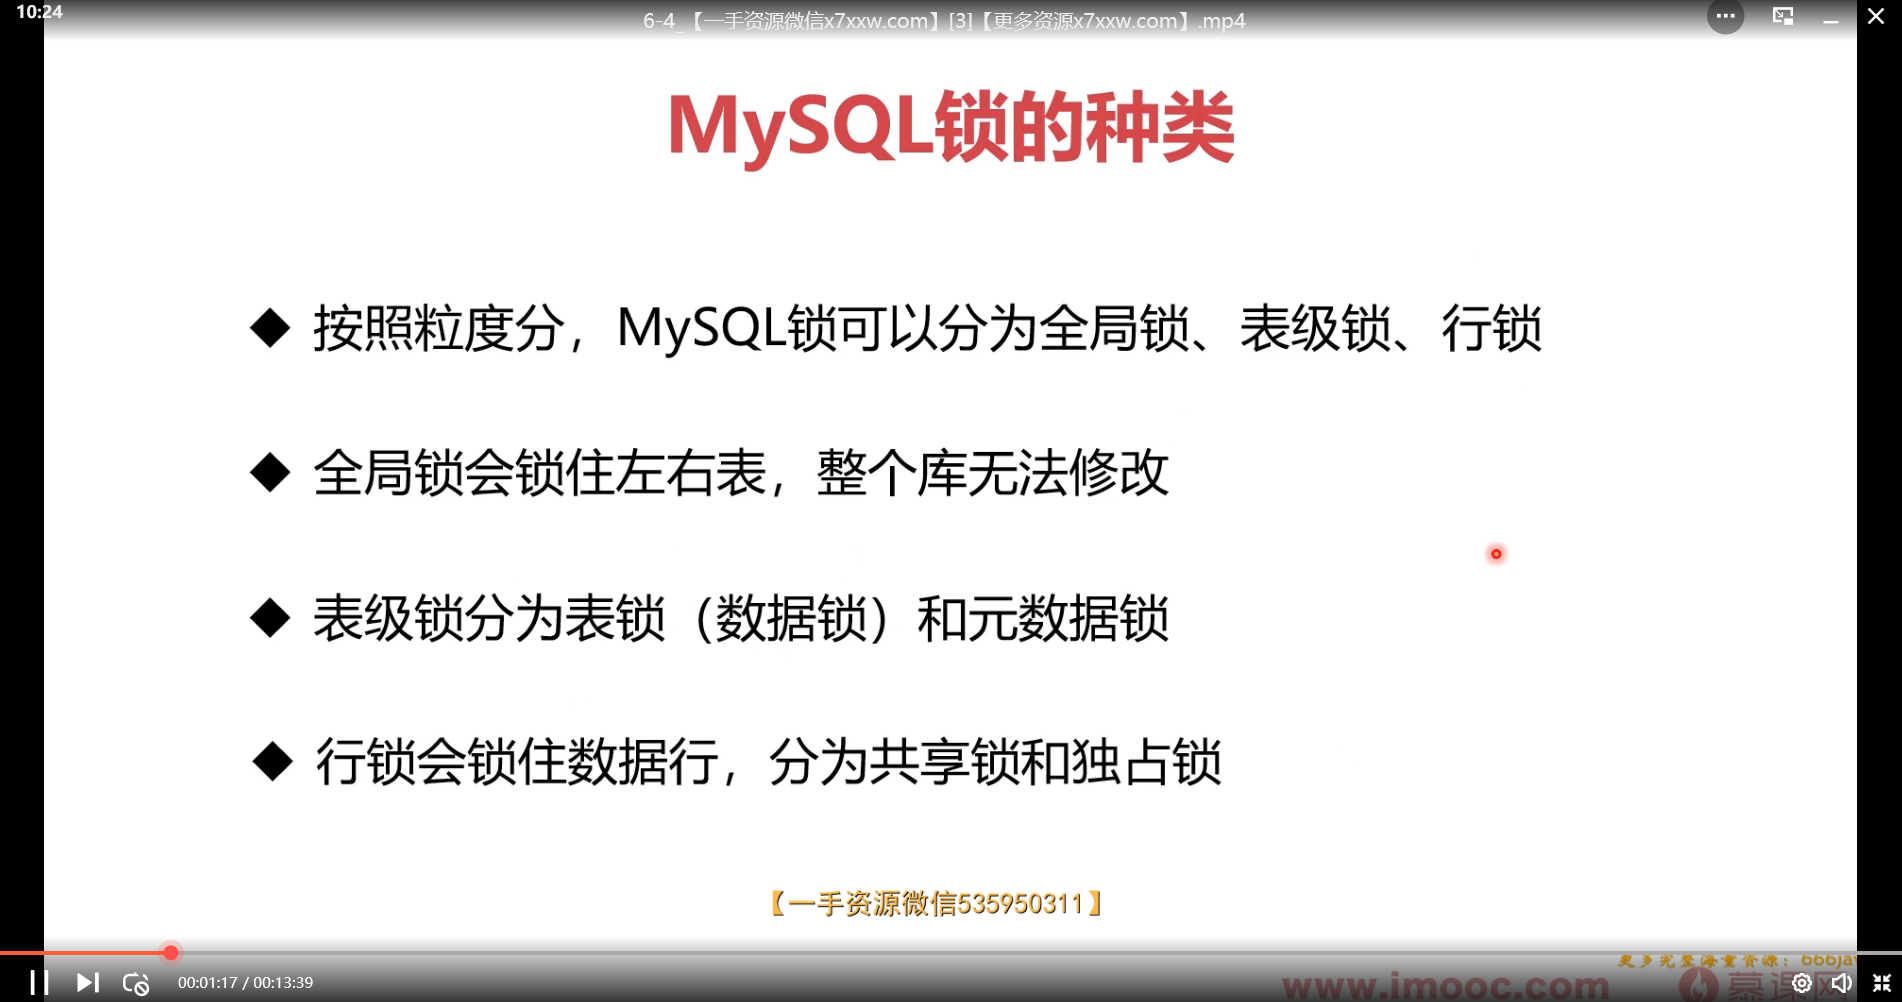 10:24
6-4_【一手资源微信x7xxw.com】[3]【更多资源x7xxw.com】.mp4
MySQL锁的种类
◆ 按照粒度分，MySQL锁可以分为全局锁、表级锁、行锁
◆ 全局锁会锁住左右表，整个库无法修改
◆ 表级锁分为表锁（数据锁）和元数据锁
◆ 行锁会锁住数据行，分为共享锁和独占锁
【一手资源微信535950311】
更多完整海量资源：666ja
00:01:17 / 00:13:39
www.imooc.com
慕课网